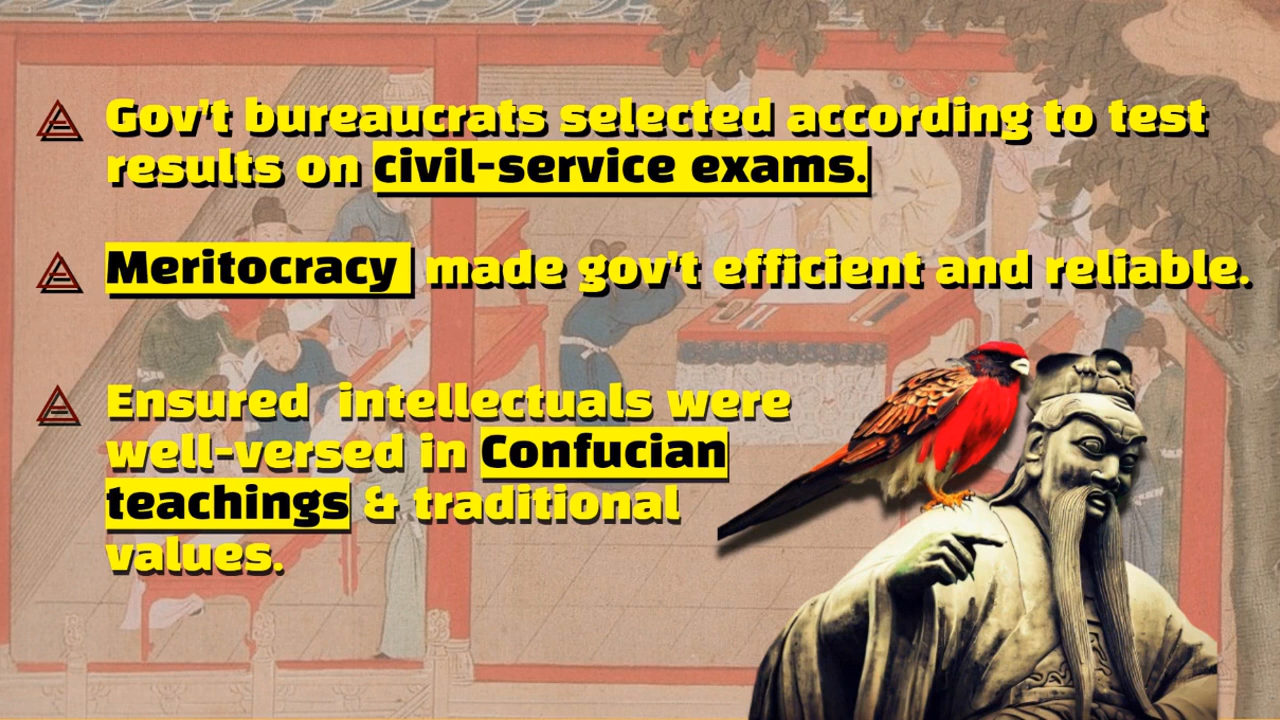 Gov't bureaucrats selected according to test
results on civil-service exams.
Meritocracy made gov't efficient and reliable.
Ensured intellectuals were
well-versed in Confucian
teachings & traditional
values.